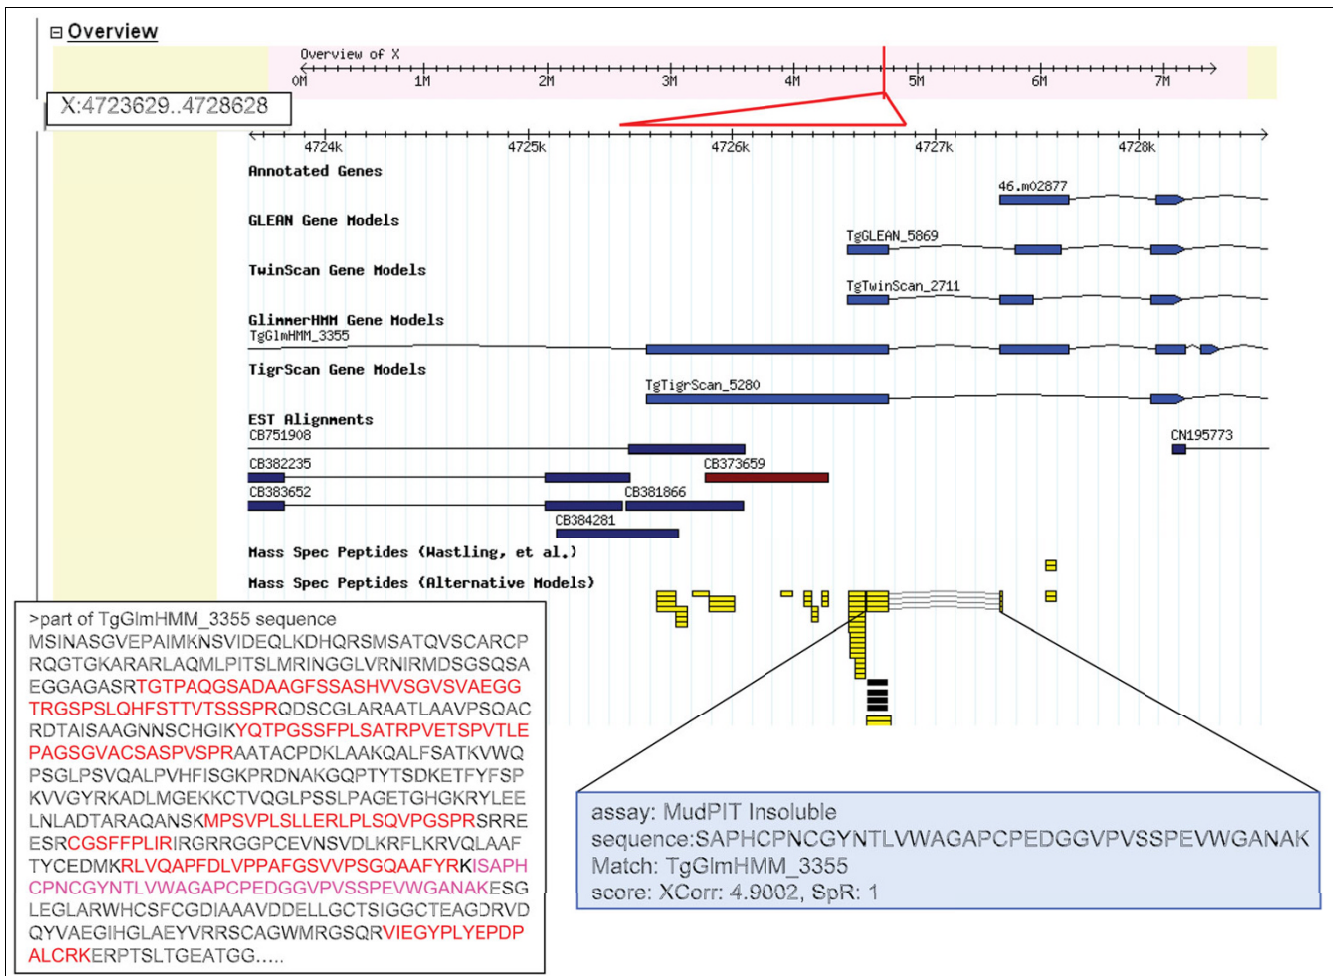 Overview
Overview of X
0M 1M 2M 3M 4M 5M 6M 7M
X:4723629..4728628
4724k 4725k 4726k 4727k 4728k
Annotated Genes
46.m02877
GLEAN Gene Models
TgGLEAN_5869
TwinScan Gene Models
TgTwinScan_2711
GlimmerHMM Gene Models
TgGlmHMM_3355
TigrScan Gene Models
TgTigrScan_5280
EST Alignments
CB751908
CN195773
CB382235
CB373659
CB383652
CB381866
CB384281
Mass Spec Peptides (Wastling, et al.)
Mass Spec Peptides (Alternative Models)
>part of TgGlmHMM_3355 sequence
MSINASGVEPAIMKNSVIDEQLKDHQRSMSATQVSCARCP
RQGTGKARARLAQMLPITSLMRINGGLVRNIRMDSGSQSA
EGGAGASRTGTPAQGSADAAGFSSASHVVSGVSVAEGG
TRGSPSLQHFSTTVTSSSPRQDSCGLARAATLAAVPSQAC
RDTAISAAGNNSCHGIKYQTPGSSFPLSATRPVETSPVTLE
PAGSGVACSASPVSPRAATACPDKLAAKQALFSATKVWQ
PSGLPSVQALPVHFISGKPRDNAKGQPTYTSDKETFYFSP
KVVGYRKADLMGEKKCTVQGLPSSLPAGETGHGKRYLEE
LNLADTARAQANSKMPSVPLSLLERLPLSQVPGSPRSRRE
ESRCGSFFPLIRIRGRRGGPCEVNSVDLKRFLKRVQLAAF
TYCEDMKRLVQAPFDLVPPAFGSVVPSGQAAFYRKISAPH
CPNCGYNTLVWAGAPCPEDGGVPVSSPEVWGANAKESG
LEGLARWHCSFCGDIAAAVDDELLGCTSIGGCTEAGDRVD
QYVAEGIHGLAEYVRRSCAGWMRGSQRVIEGYPLYEPDP
ALCRKERPTSLTGEATGG.....
assay: MudPIT Insoluble
sequence:SAPHCPNCGYNTLVWAGAPCPEDGGVPVSSPEVWGANAK
Match: TgGlmHMM_3355
score: XCorr: 4.9002, SpR: 1